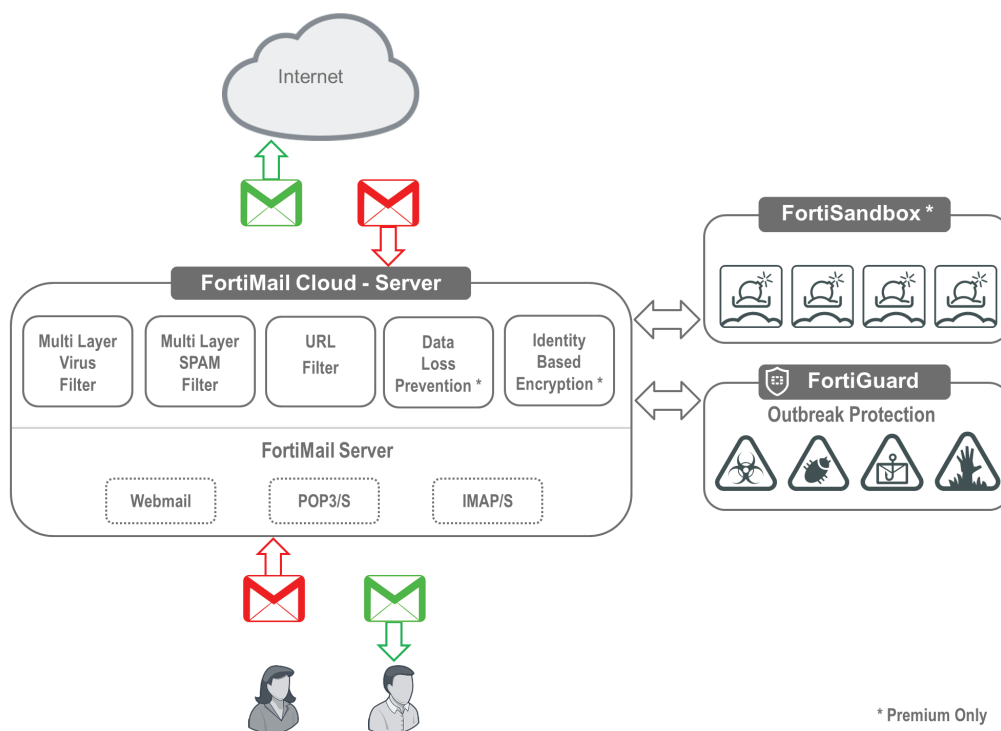 Internet
FortiSandbox *
FortiMail Cloud - Server
Multi Layer
Virus
Filter
Multi Layer
SPAM
Filter
URL
Filter
Data
Loss
Prevention *
Identity
Based
Encryption *
FortiGuard
Outbreak Protection
FortiMail Server
Webmail
POP3/S
IMAP/S
* Premium Only